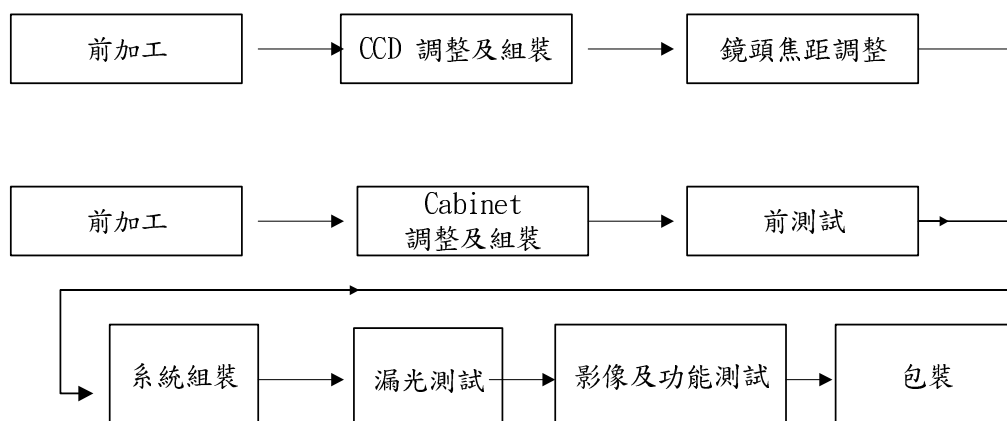 前加工
CCD 調整及組裝
鏡頭焦距調整
前加工
Cabinet
調整及組裝
前測試
系統組裝
漏光測試
影像及功能測試
包裝